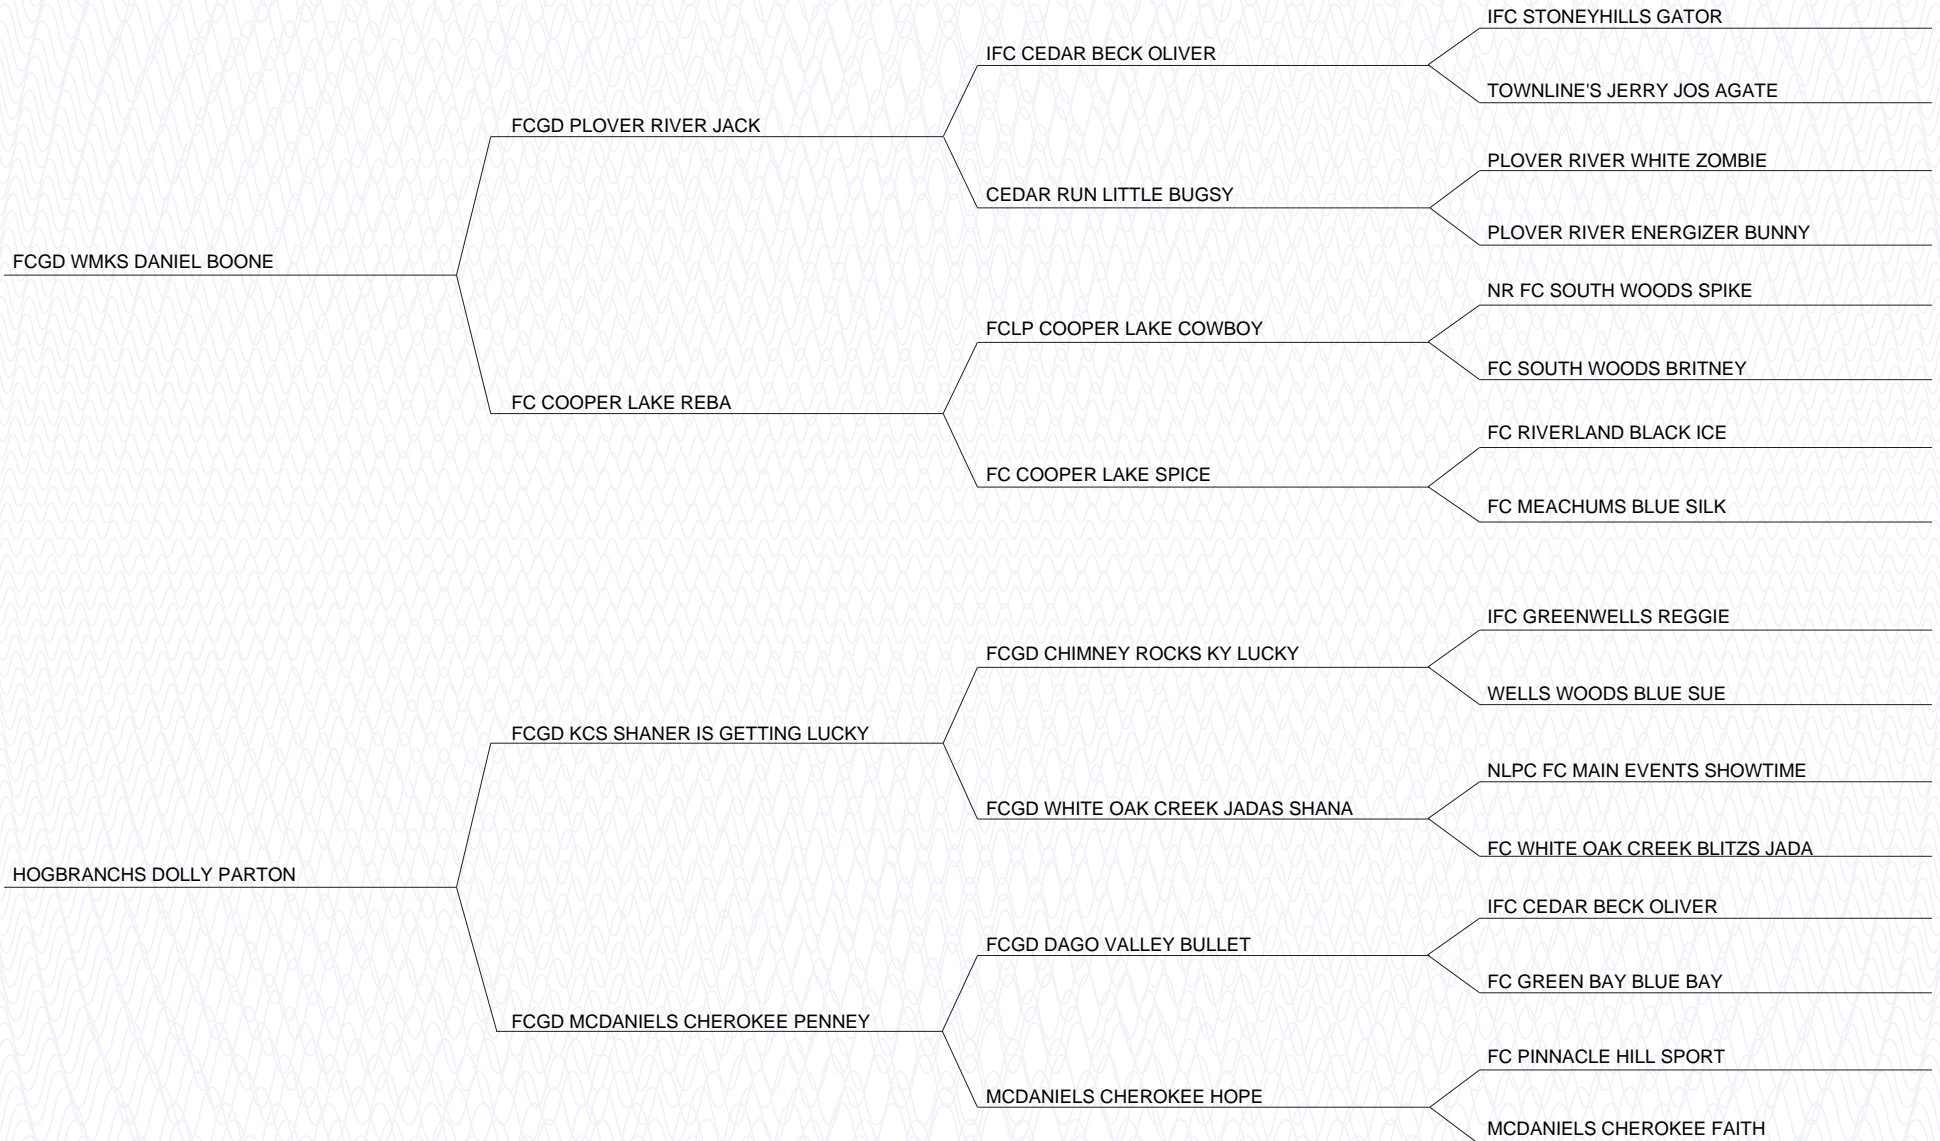 IFC STONEYHILLS GATOR
IFC CEDAR BECK OLIVER
TOWNLINE'S JERRY JOS AGATE
FCGD PLOVER RIVER JACK
PLOVER RIVER WHITE ZOMBIE
CEDAR RUN LITTLE BUGSY
PLOVER RIVER ENERGIZER BUNNY
FCGD WMKS DANIEL BOONE
NR FC SOUTH WOODS SPIKE
FCLP COOPER LAKE COWBOY
FC SOUTH WOODS BRITNEY
FC COOPER LAKE REBA
FC RIVERLAND BLACK ICE
FC COOPER LAKE SPICE
FC MEACHUMS BLUE SILK
IFC GREENWELLS REGGIE
FCGD CHIMNEY ROCKS KY LUCKY
WELLS WOODS BLUE SUE
FCGD KCS SHANER IS GETTING LUCKY
NLPC FC MAIN EVENTS SHOWTIME
FCGD WHITE OAK CREEK JADAS SHANA
FC WHITE OAK CREEK BLITZS JADA
HOGBRANCHS DOLLY PARTON
IFC CEDAR BECK OLIVER
FCGD DAGO VALLEY BULLET
FC GREEN BAY BLUE BAY
FCGD MCDANIELS CHEROKEE PENNEY
FC PINNACLE HILL SPORT
MCDANIELS CHEROKEE HOPE
MCDANIELS CHEROKEE FAITH